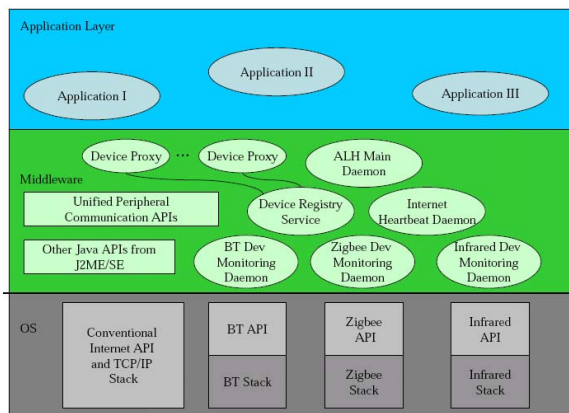 Application Layer
Application I
Application II
Application III
Device Proxy
...
Device Proxy
ALH Main
Daemon
Middleware
Unified Peripheral
Communication APIs
Device Registry
Service
Internet
Heartbeat Daemon
Other Java APIs from
J2ME/SE
BT Dev
Monitoring
Daemon
Zigbee Dev
Monitoring
Daemon
Infrared Dev
Monitoring
Daemon
OS
Conventional
Internet API
and TCP/IP
Stack
BT API
BT Stack
Zigbee
API
Zigbee
Stack
Infrared
API
Infrared
Stack